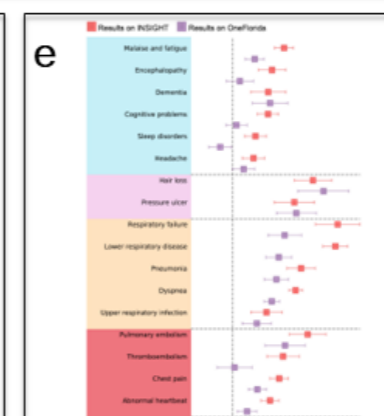 e
Results on INSIGHT Results on OneFlorida
Malaise and fatigue
Encephalopathy
Dementia
Cognitive problems
Sleep disorders
Headache
Hair loss
Pressure ulcer
Respiratory failure
Lower respiratory disease
Pneumonia
Dyspnea
Upper respiratory infection
Pulmonary embolism
Thromboembolism
Chest pain
Abnormal heartbeat